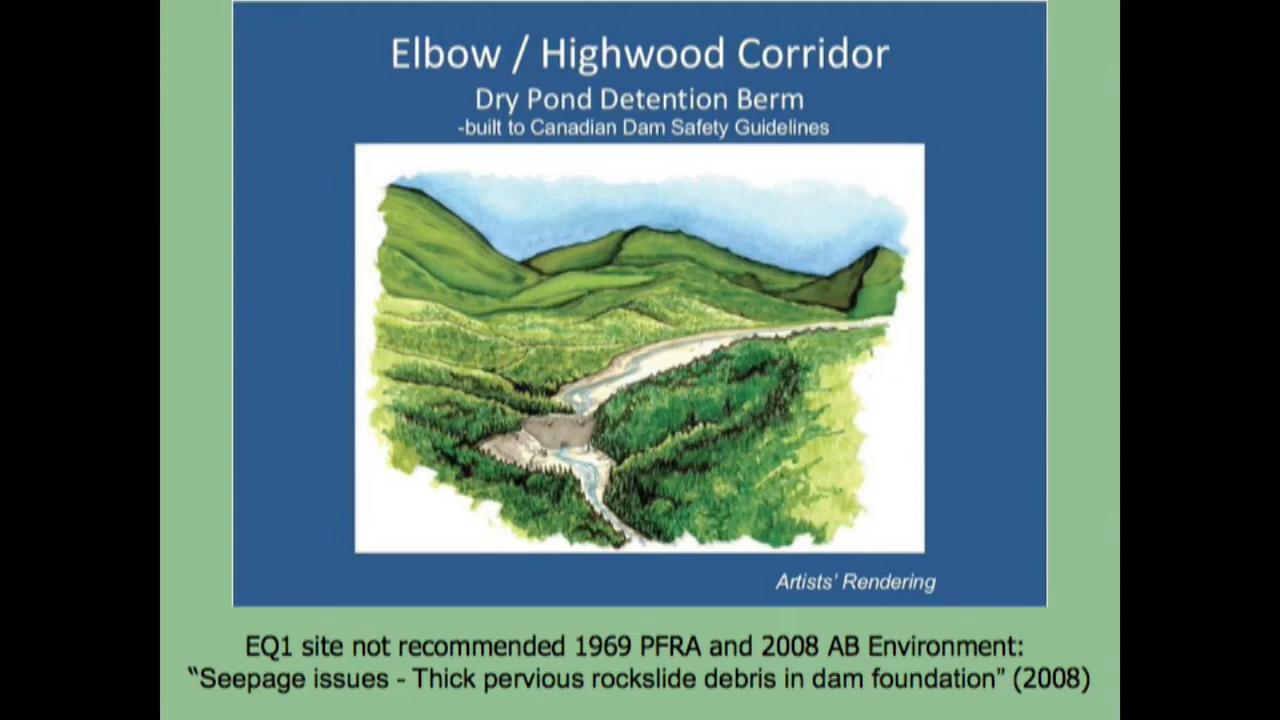 Elbow / Highwood Corridor
Dry Pond Detention Berm
-built to Canadian Dam Safety Guidelines
Artists' Rendering
EQ1 site not recommended 1969 PFRA and 2008 AB Environment:
“Seepage issues - Thick pervious rockslide debris in dam foundation” (2008)